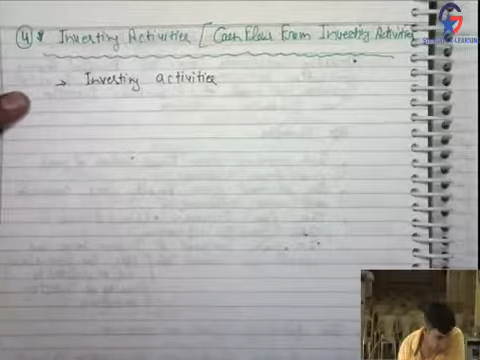 4 Investing Activities [Cash Flow From Investing Activities
→ Investing activities